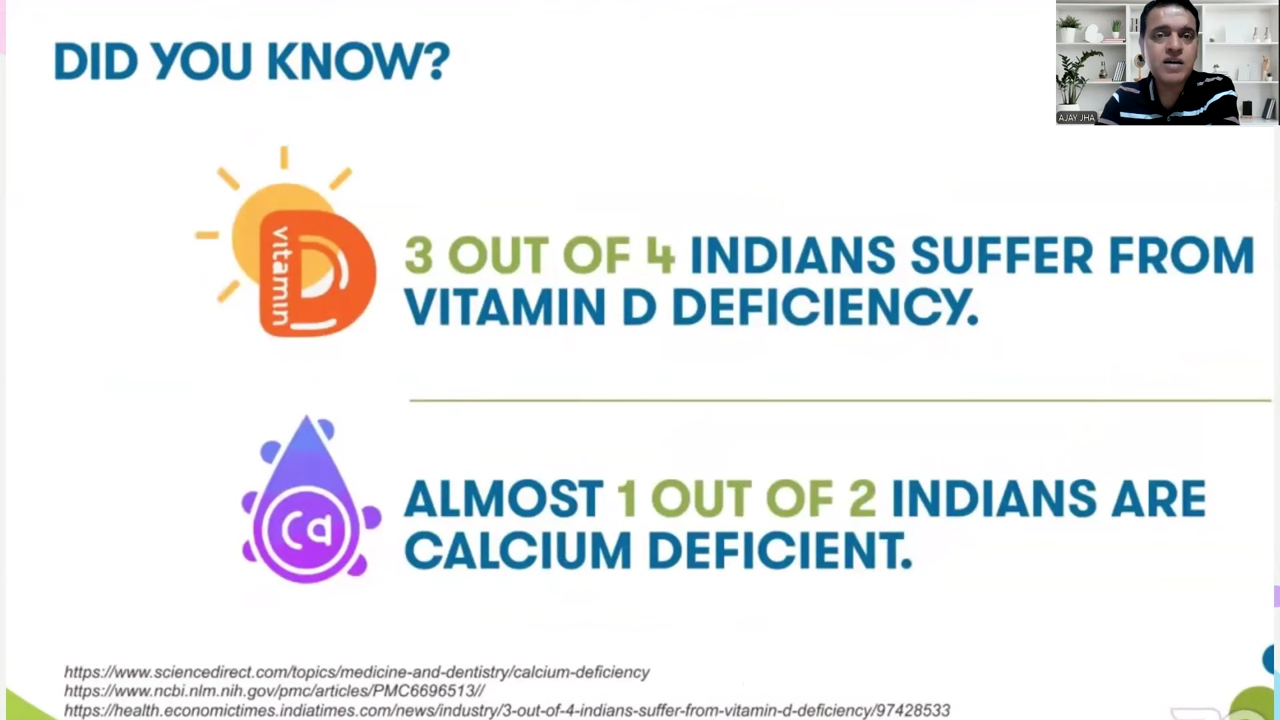 DID YOU KNOW?
AJAY JHA
vitamin D
3 OUT OF 4 INDIANS SUFFER FROM
VITAMIN D DEFICIENCY.
Ca
ALMOST 1 OUT OF 2 INDIANS ARE
CALCIUM DEFICIENT.
https://www.sciencedirect.com/topics/medicine-and-dentistry/calcium-deficiency
https://www.ncbi.nlm.nih.gov/pmc/articles/PMC6696513//
https://health.economictimes.indiatimes.com/news/industry/3-out-of-4-indians-suffer-from-vitamin-d-deficiency/97428533